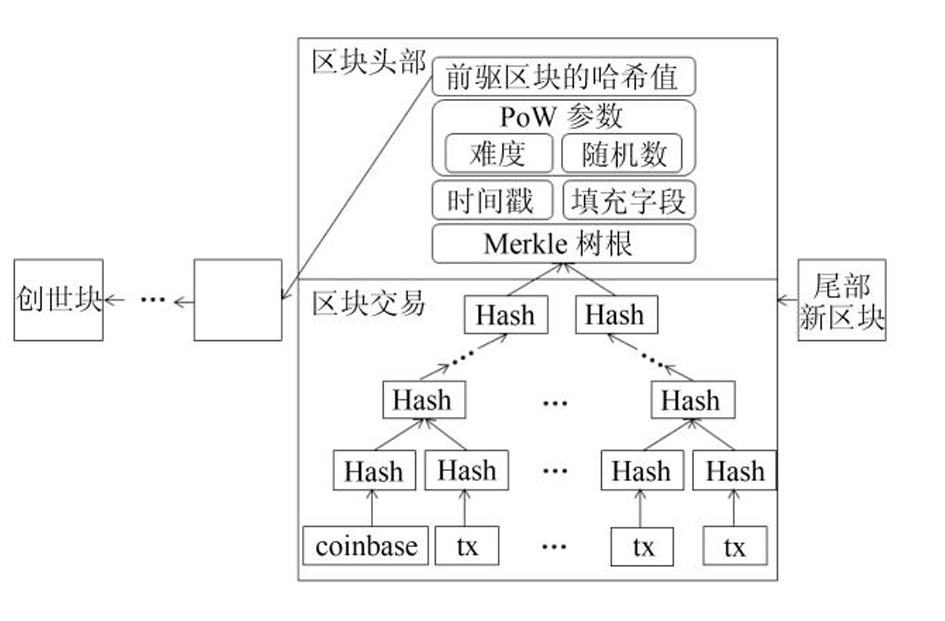 区块头部
前驱区块的哈希值
PoW 参数
难度 随机数
时间戳 填充字段
Merkle 树根
创世块 ... 尾部
新区块
区块交易
Hash Hash
... ...
Hash ... Hash
Hash Hash ... Hash Hash
coinbase tx ... tx tx